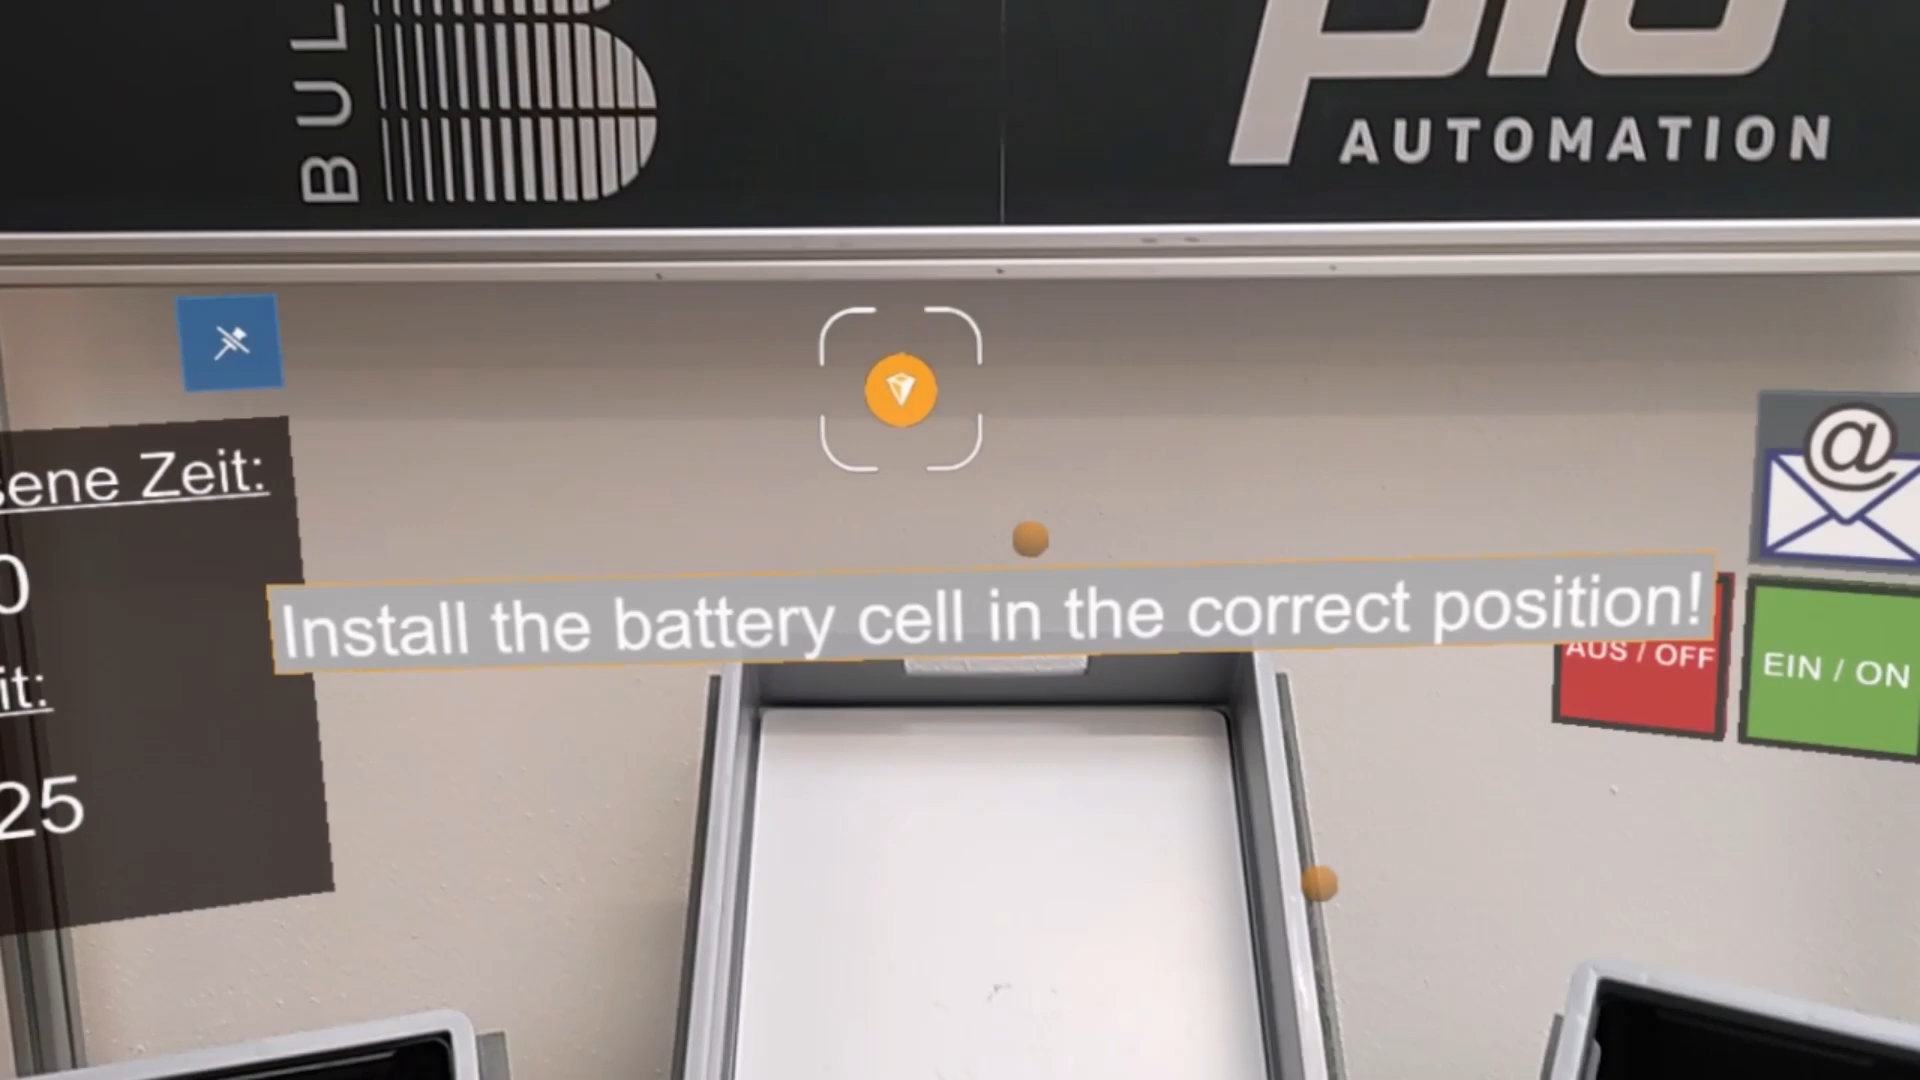 BUL
pio
AUTOMATION
sene Zeit:
0
it:
25
Install the battery cell in the correct position!
@
AUS / OFF
EIN / ON